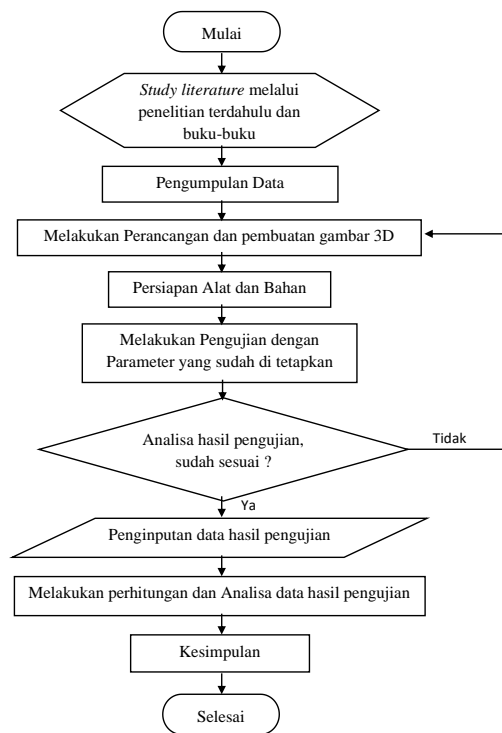 Mulai
Study literature melalui
penelitian terdahulu dan
buku-buku
Pengumpulan Data
Melakukan Perancangan dan pembuatan gambar 3D
Persiapan Alat dan Bahan
Melakukan Pengujian dengan
Parameter yang sudah di tetapkan
Analisa hasil pengujian,
sudah sesuai ?
Tidak
Ya
Penginputan data hasil pengujian
Melakukan perhitungan dan Analisa data hasil pengujian
Kesimpulan
Selesai